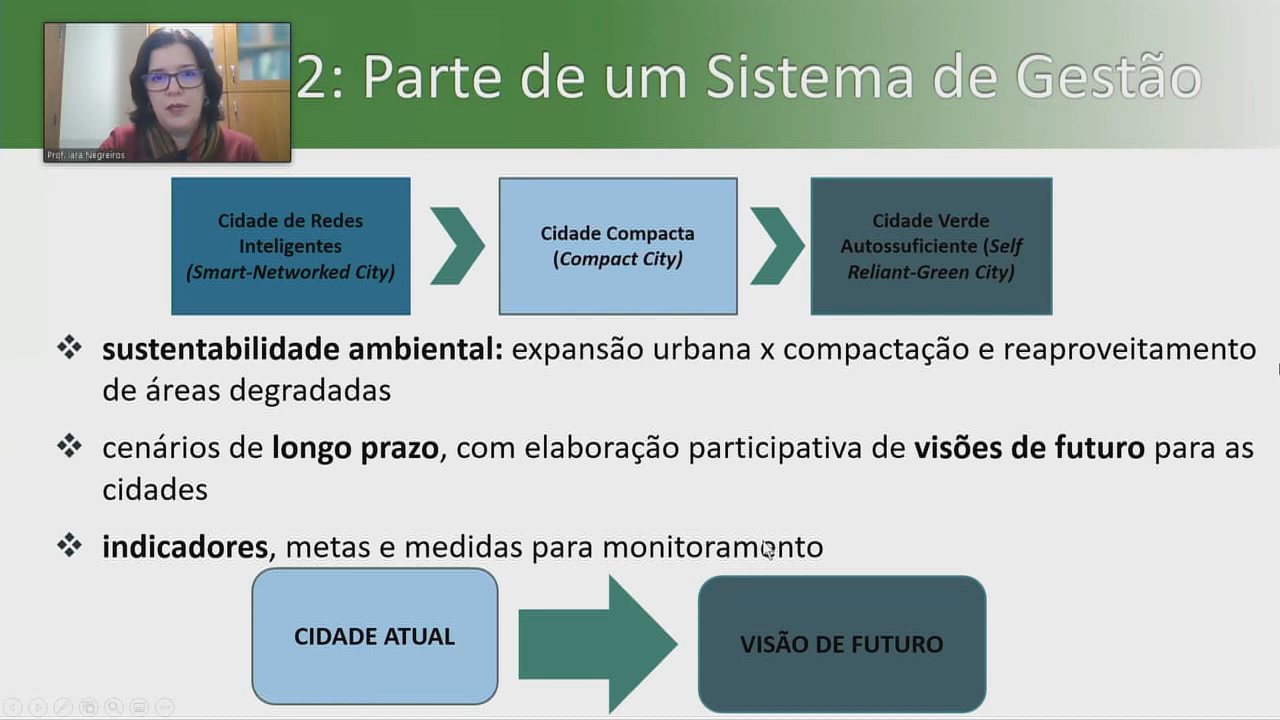 2: Parte de um Sistema de Gestão
Prof. Iara Negreiros
Cidade de Redes
Inteligentes
(Smart-Networked City)
Cidade Compacta
(Compact City)
Cidade Verde
Autossuficiente (Self
Reliant-Green City)
sustentabilidade ambiental: expansão urbana x compactação e reaproveitamento
de áreas degradadas
cenários de longo prazo, com elaboração participativa de visões de futuro para as
cidades
indicadores, metas e medidas para monitoramento
CIDADE ATUAL
VISÃO DE FUTURO